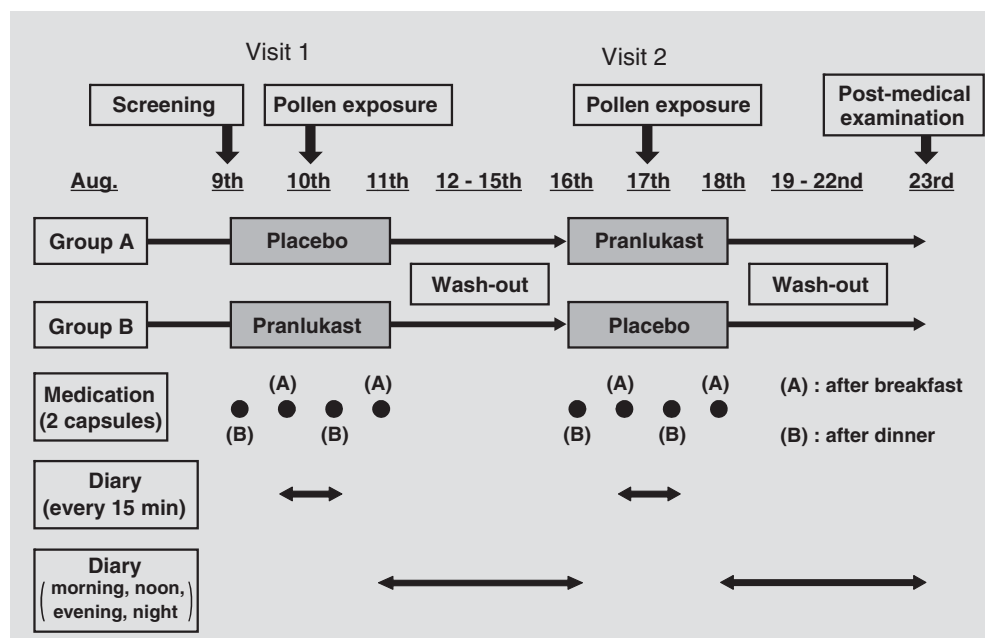 Visit 1
Visit 2
Screening
Pollen exposure
Pollen exposure
Post-medical
examination
Aug. 9th 10th 11th 12 - 15th 16th 17th 18th 19 - 22nd 23rd
Group A
Placebo
Pranlukast
Wash-out
Wash-out
Group B
Pranlukast
Placebo
Medication
(2 capsules)
(A) (A) (A) (A)
(B) (B) (B) (B)
(A) : after breakfast
(B) : after dinner
Diary
(every 15 min)
Diary
(morning, noon,
evening, night)